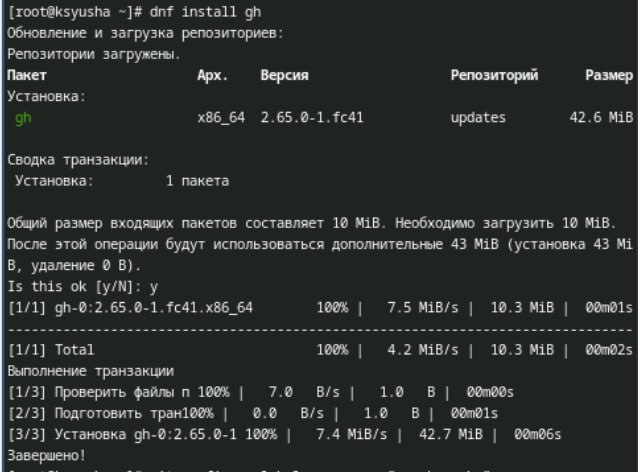 [root@ksyusha ~]# dnf install gh
Обновление и загрузка репозиториев:
Репозитории загружены.
Пакет Арх. Версия Репозиторий Размер
Установка:
gh x86_64 2.65.0-1.fc41 updates 42.6 MiB
Сводка транзакции:
Установка: 1 пакета
Общий размер входящих пакетов составляет 10 MiB. Необходимо загрузить 10 MiB.
После этой операции будут использоваться дополнительные 43 MiB (установка 43 Mi
B, удаление 0 B).
Is this ok [y/N]: y
[1/1] gh-0:2.65.0-1.fc41.x86_64 100% | 7.5 MiB/s | 10.3 MiB | 00m01s
--------------------------------------------------------------------------------
[1/1] Total 100% | 4.2 MiB/s | 10.3 MiB | 00m02s
Выполнение транзакции
[1/3] Проверить файлы п 100% | 7.0 B/s | 1.0 B | 00m00s
[2/3] Подготовить тран100% | 0.0 B/s | 1.0 B | 00m01s
[3/3] Установка gh-0:2.65.0-1 100% | 7.4 MiB/s | 42.7 MiB | 00m06s
Завершено!